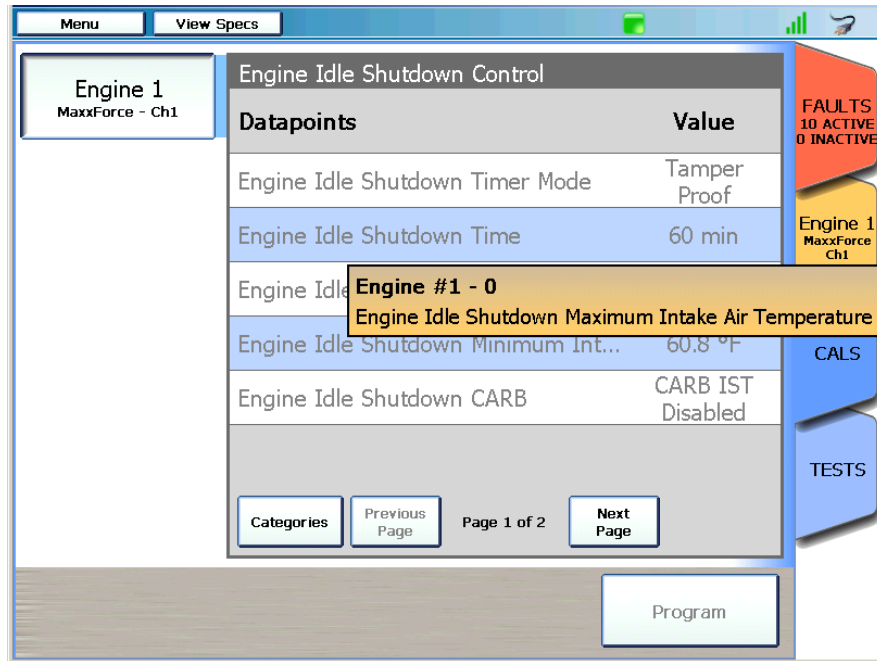 Menu
View Specs
Engine 1
MaxxForce - Ch1
Engine Idle Shutdown Control
Datapoints Value
Engine Idle Shutdown Timer Mode Tamper
Proof
Engine Idle Shutdown Time 60 min
Engine Idle
Engine #1 - 0
Engine Idle Shutdown Maximum Intake Air Temperature
Engine Idle Shutdown Minimum Int... 60.8 °F
Engine Idle Shutdown CARB CARB IST
Disabled
Categories
Previous
Page
Page 1 of 2
Next
Page
Program
FAULTS
10 ACTIVE
0 INACTIVE
Engine 1
MaxxForce
Ch1
CALS
TESTS